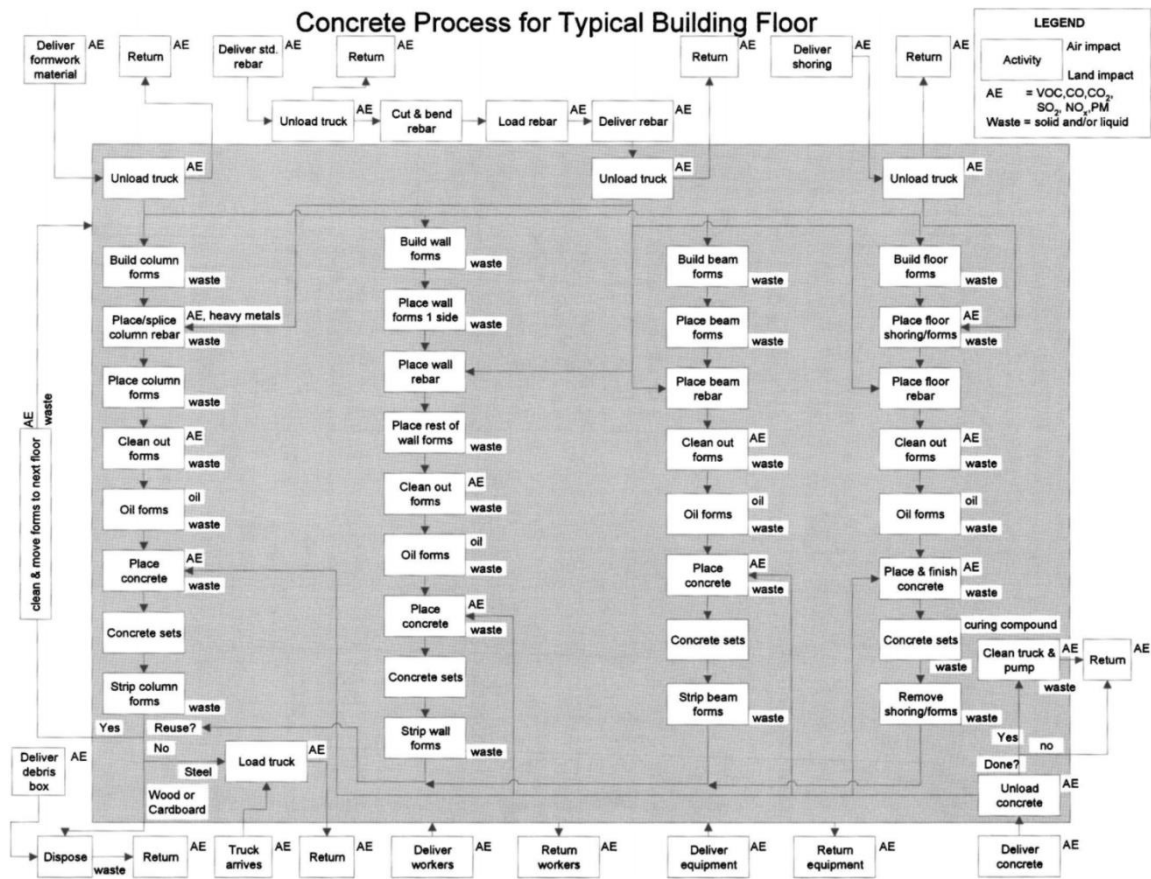 Concrete Process for Typical Building Floor
LEGEND
Activity
Air impact
Land impact
AE = VOC,CO,CO₂,
SO₂, NOₓ,PM
Waste = solid and/or liquid
Deliver
formwork
material
AE
Return
AE
Deliver std.
rebar
AE
Return
AE
Return
AE
Deliver
shoring
AE
Return
AE
Unload truck
AE
Cut & bend
rebar
AE
Load rebar
AE
Deliver rebar
AE
Unload truck
AE
Unload truck
AE
Unload truck
AE
Build column
forms
waste
Place/splice
column rebar
AE, heavy metals
waste
Place column
forms
waste
Clean out
forms
AE
waste
Oil forms
oil
waste
Place
concrete
AE
waste
Concrete sets
Strip column
forms
waste
Build wall
forms
waste
Place wall
forms 1 side
waste
Place wall
rebar
Place rest of
wall forms
waste
Clean out
forms
AE
waste
Oil forms
oil
waste
Place
concrete
AE
waste
Concrete sets
Strip wall
forms
waste
Build beam
forms
waste
Place beam
forms
waste
Place beam
rebar
Clean out
forms
AE
waste
Oil forms
oil
waste
Place
concrete
AE
waste
Concrete sets
Strip beam
forms
waste
Build floor
forms
waste
Place floor
shoring/forms
AE
waste
Place floor
rebar
Clean out
forms
AE
waste
Oil forms
oil
waste
Place & finish
concrete
AE
waste
Concrete sets
curing compound
waste
Remove
shoring/forms
waste
clean & move forms to next floor
AE
waste
Yes
Reuse?
No
Steel
Wood or
Cardboard
Load truck
AE
Clean truck &
pump
AE
waste
Return
AE
Yes
no
Done?
Unload
concrete
AE
Deliver
debris
box
AE
Dispose
waste
Return
AE
Truck
arrives
AE
Return
AE
Deliver
workers
AE
Return
workers
AE
Deliver
equipment
AE
Return
equipment
AE
Deliver
concrete
AE